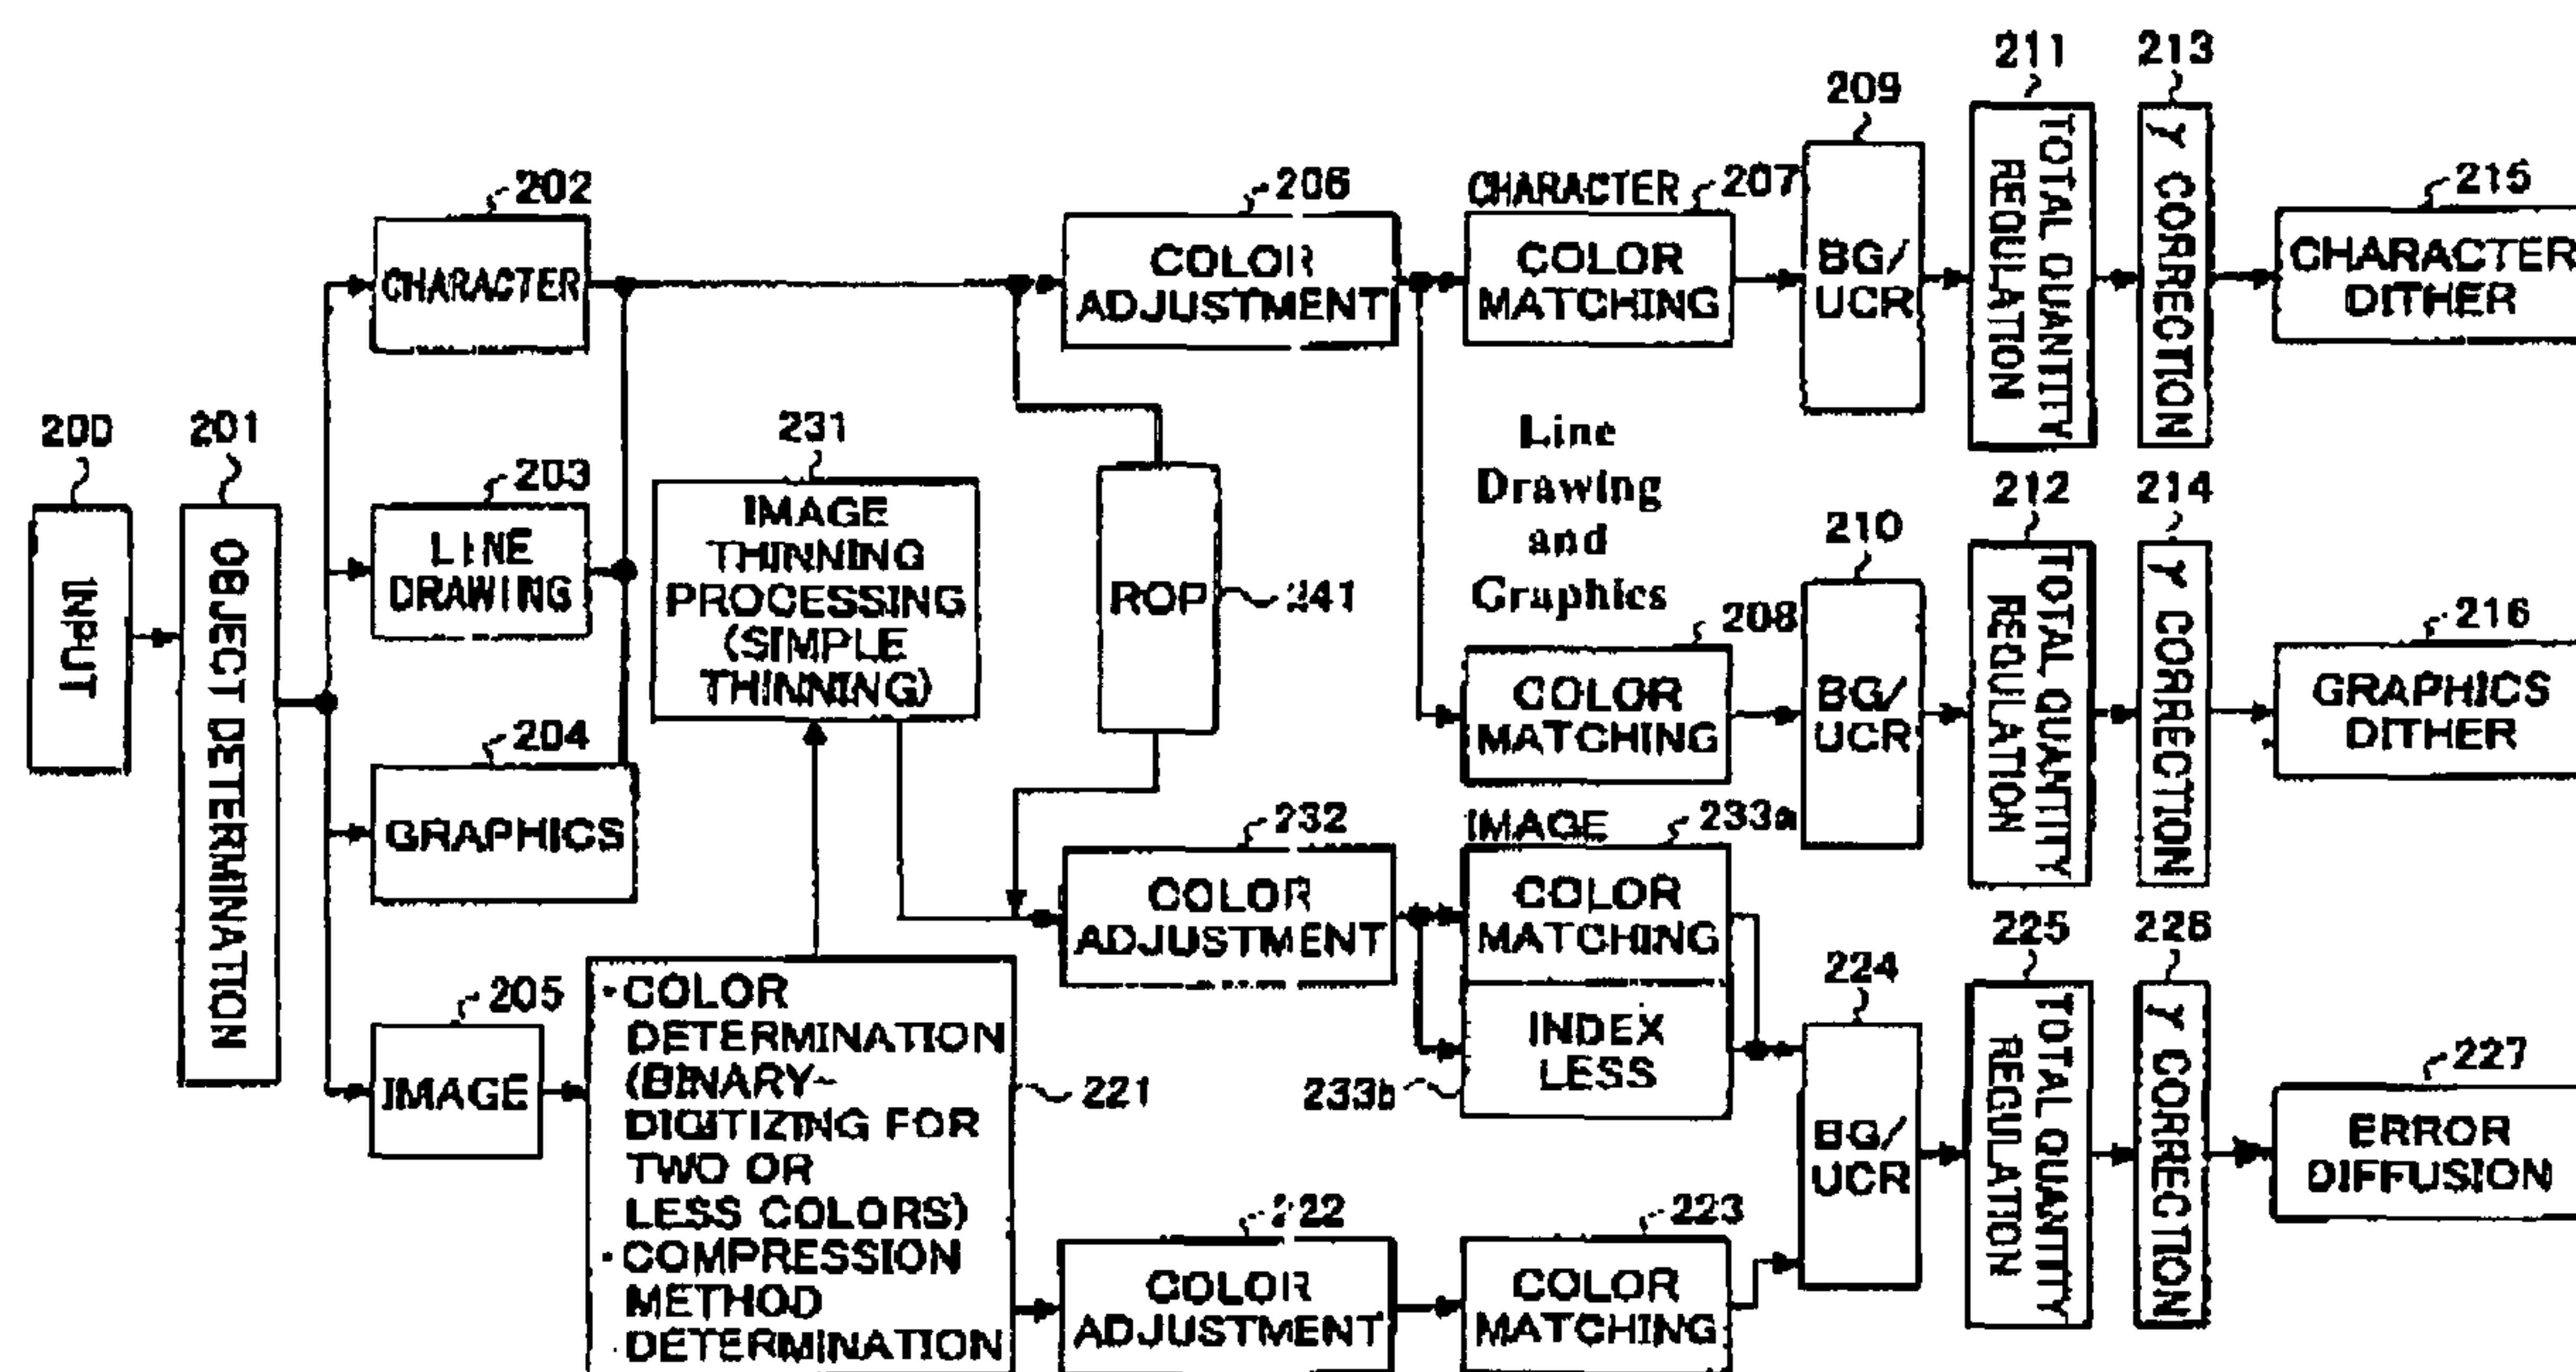 200
INPUT
201
OBJECT DETERMINATION
202
CHARACTER
203
LINE
DRAWING
204
GRAPHICS
205
IMAGE
231
IMAGE
THINNING
PROCESSING
(SIMPLE
THINNING)
·COLOR
DETERMINATION
(BINARY-
DIGITIZING FOR
TWO OR
LESS COLORS)
·COMPRESSION
METHOD
DETERMINATION
221
206
COLOR
ADJUSTMENT
ROP
241
232
COLOR
ADJUSTMENT
222
COLOR
ADJUSTMENT
CHARACTER
207
COLOR
MATCHING
Line
Drawing
and
Graphics
208
COLOR
MATCHING
IMAGE
233a
COLOR
MATCHING
INDEX
LESS
233b
223
COLOR
MATCHING
209
BG/
UCR
210
BG/
UCR
224
BG/
UCR
211
TOTAL QUANTITY
REGULATION
212
TOTAL QUANTITY
REGULATION
225
TOTAL QUANTITY
REGULATION
213
γ CORRECTION
214
γ CORRECTION
226
γ CORRECTION
215
CHARACTER
DITHER
216
GRAPHICS
DITHER
227
ERROR
DIFFUSION